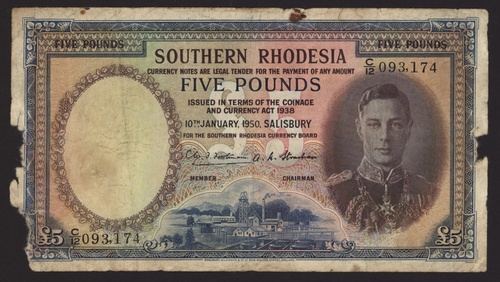 FIVE POUNDS FIVE POUNDS
SOUTHERN RHODESIA
CURRENCY NOTES ARE LEGAL TENDER FOR THE PAYMENT OF ANY AMOUNT
C/12 093,174
FIVE POUNDS
ISSUED IN TERMS OF THE COINAGE
AND CURRENCY ACT 1938
10TH JANUARY, 1950, SALISBURY
FOR THE SOUTHERN RHODESIA CURRENCY BOARD
MEMBER CHAIRMAN
£5 C/12 093,174 £5